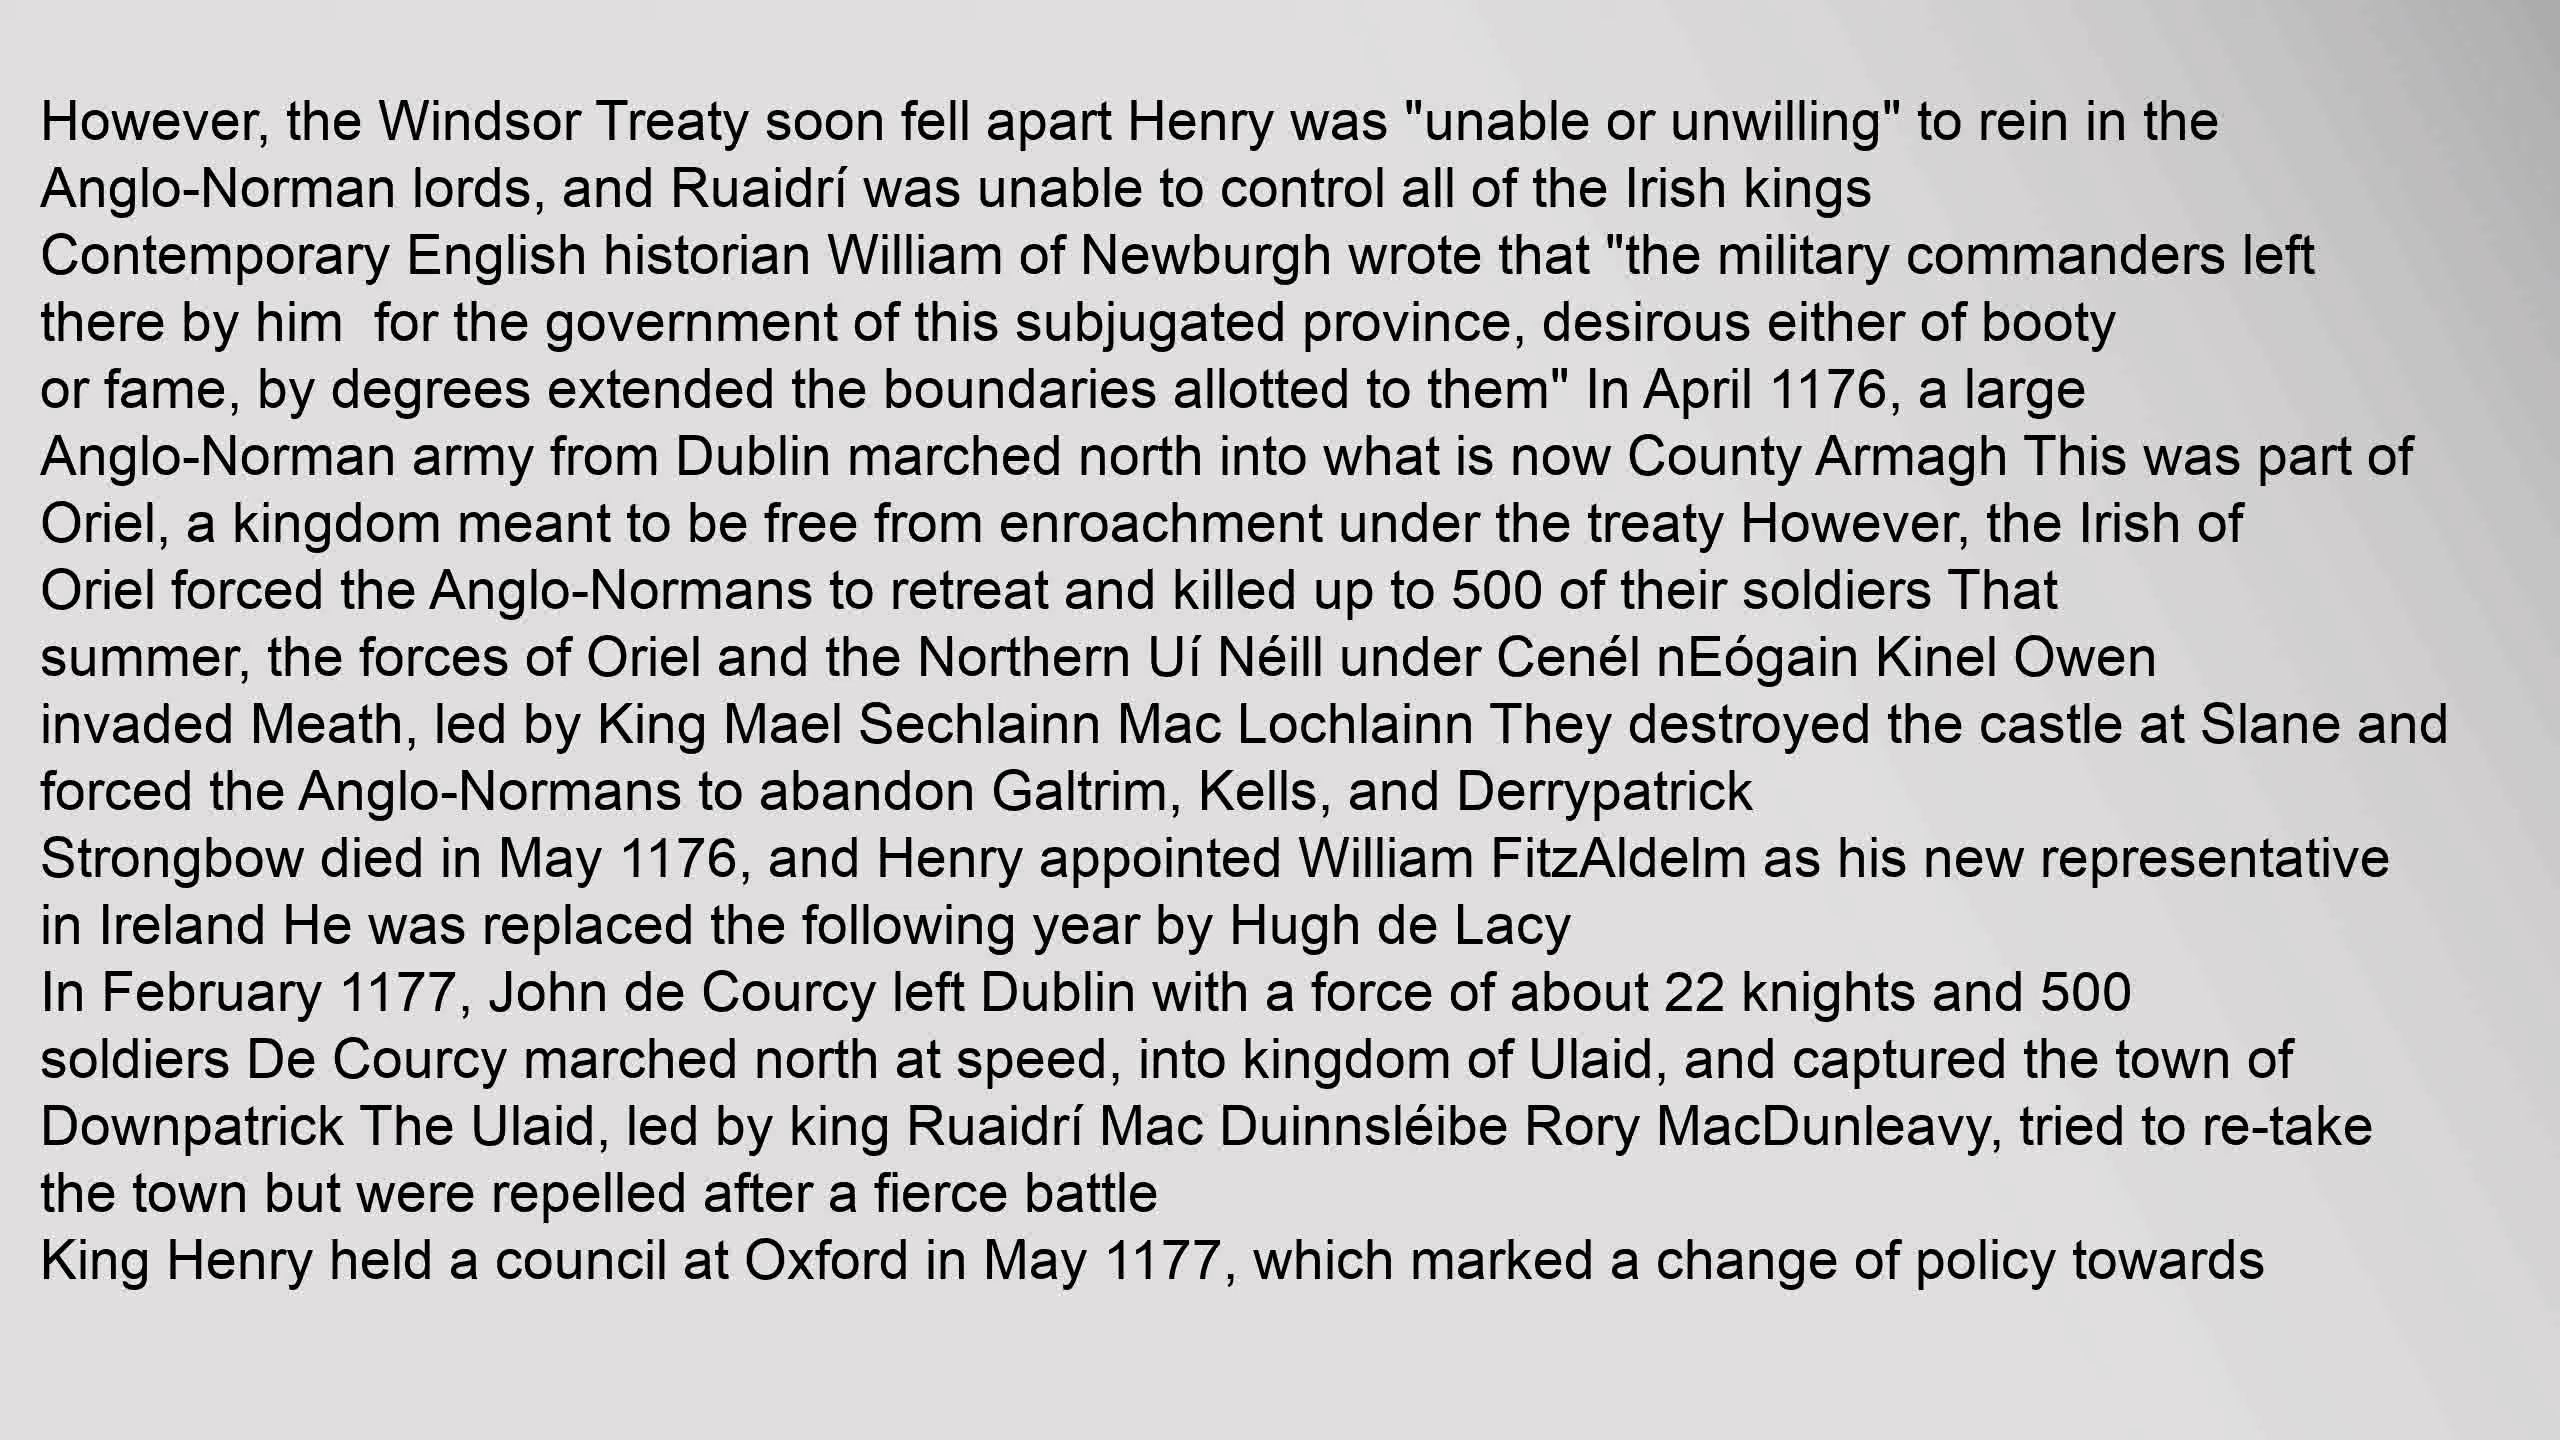 However, the Windsor Treaty soon fell apart Henry was "unable or unwilling" to rein in the
Anglo-Norman lords, and Ruaidrí was unable to control all of the Irish kings
Contemporary English historian William of Newburgh wrote that "the military commanders left
there by him  for the government of this subjugated province, desirous either of booty
or fame, by degrees extended the boundaries allotted to them" In April 1176, a large
Anglo-Norman army from Dublin marched north into what is now County Armagh This was part of
Oriel, a kingdom meant to be free from enroachment under the treaty However, the Irish of
Oriel forced the Anglo-Normans to retreat and killed up to 500 of their soldiers That
summer, the forces of Oriel and the Northern Uí Néill under Cenél nEógain Kinel Owen
invaded Meath, led by King Mael Sechlainn Mac Lochlainn They destroyed the castle at Slane and
forced the Anglo-Normans to abandon Galtrim, Kells, and Derrypatrick
Strongbow died in May 1176, and Henry appointed William FitzAldelm as his new representative
in Ireland He was replaced the following year by Hugh de Lacy
In February 1177, John de Courcy left Dublin with a force of about 22 knights and 500
soldiers De Courcy marched north at speed, into kingdom of Ulaid, and captured the town of
Downpatrick The Ulaid, led by king Ruaidrí Mac Duinnsléibe Rory MacDunleavy, tried to re-take
the town but were repelled after a fierce battle
King Henry held a council at Oxford in May 1177, which marked a change of policy towards